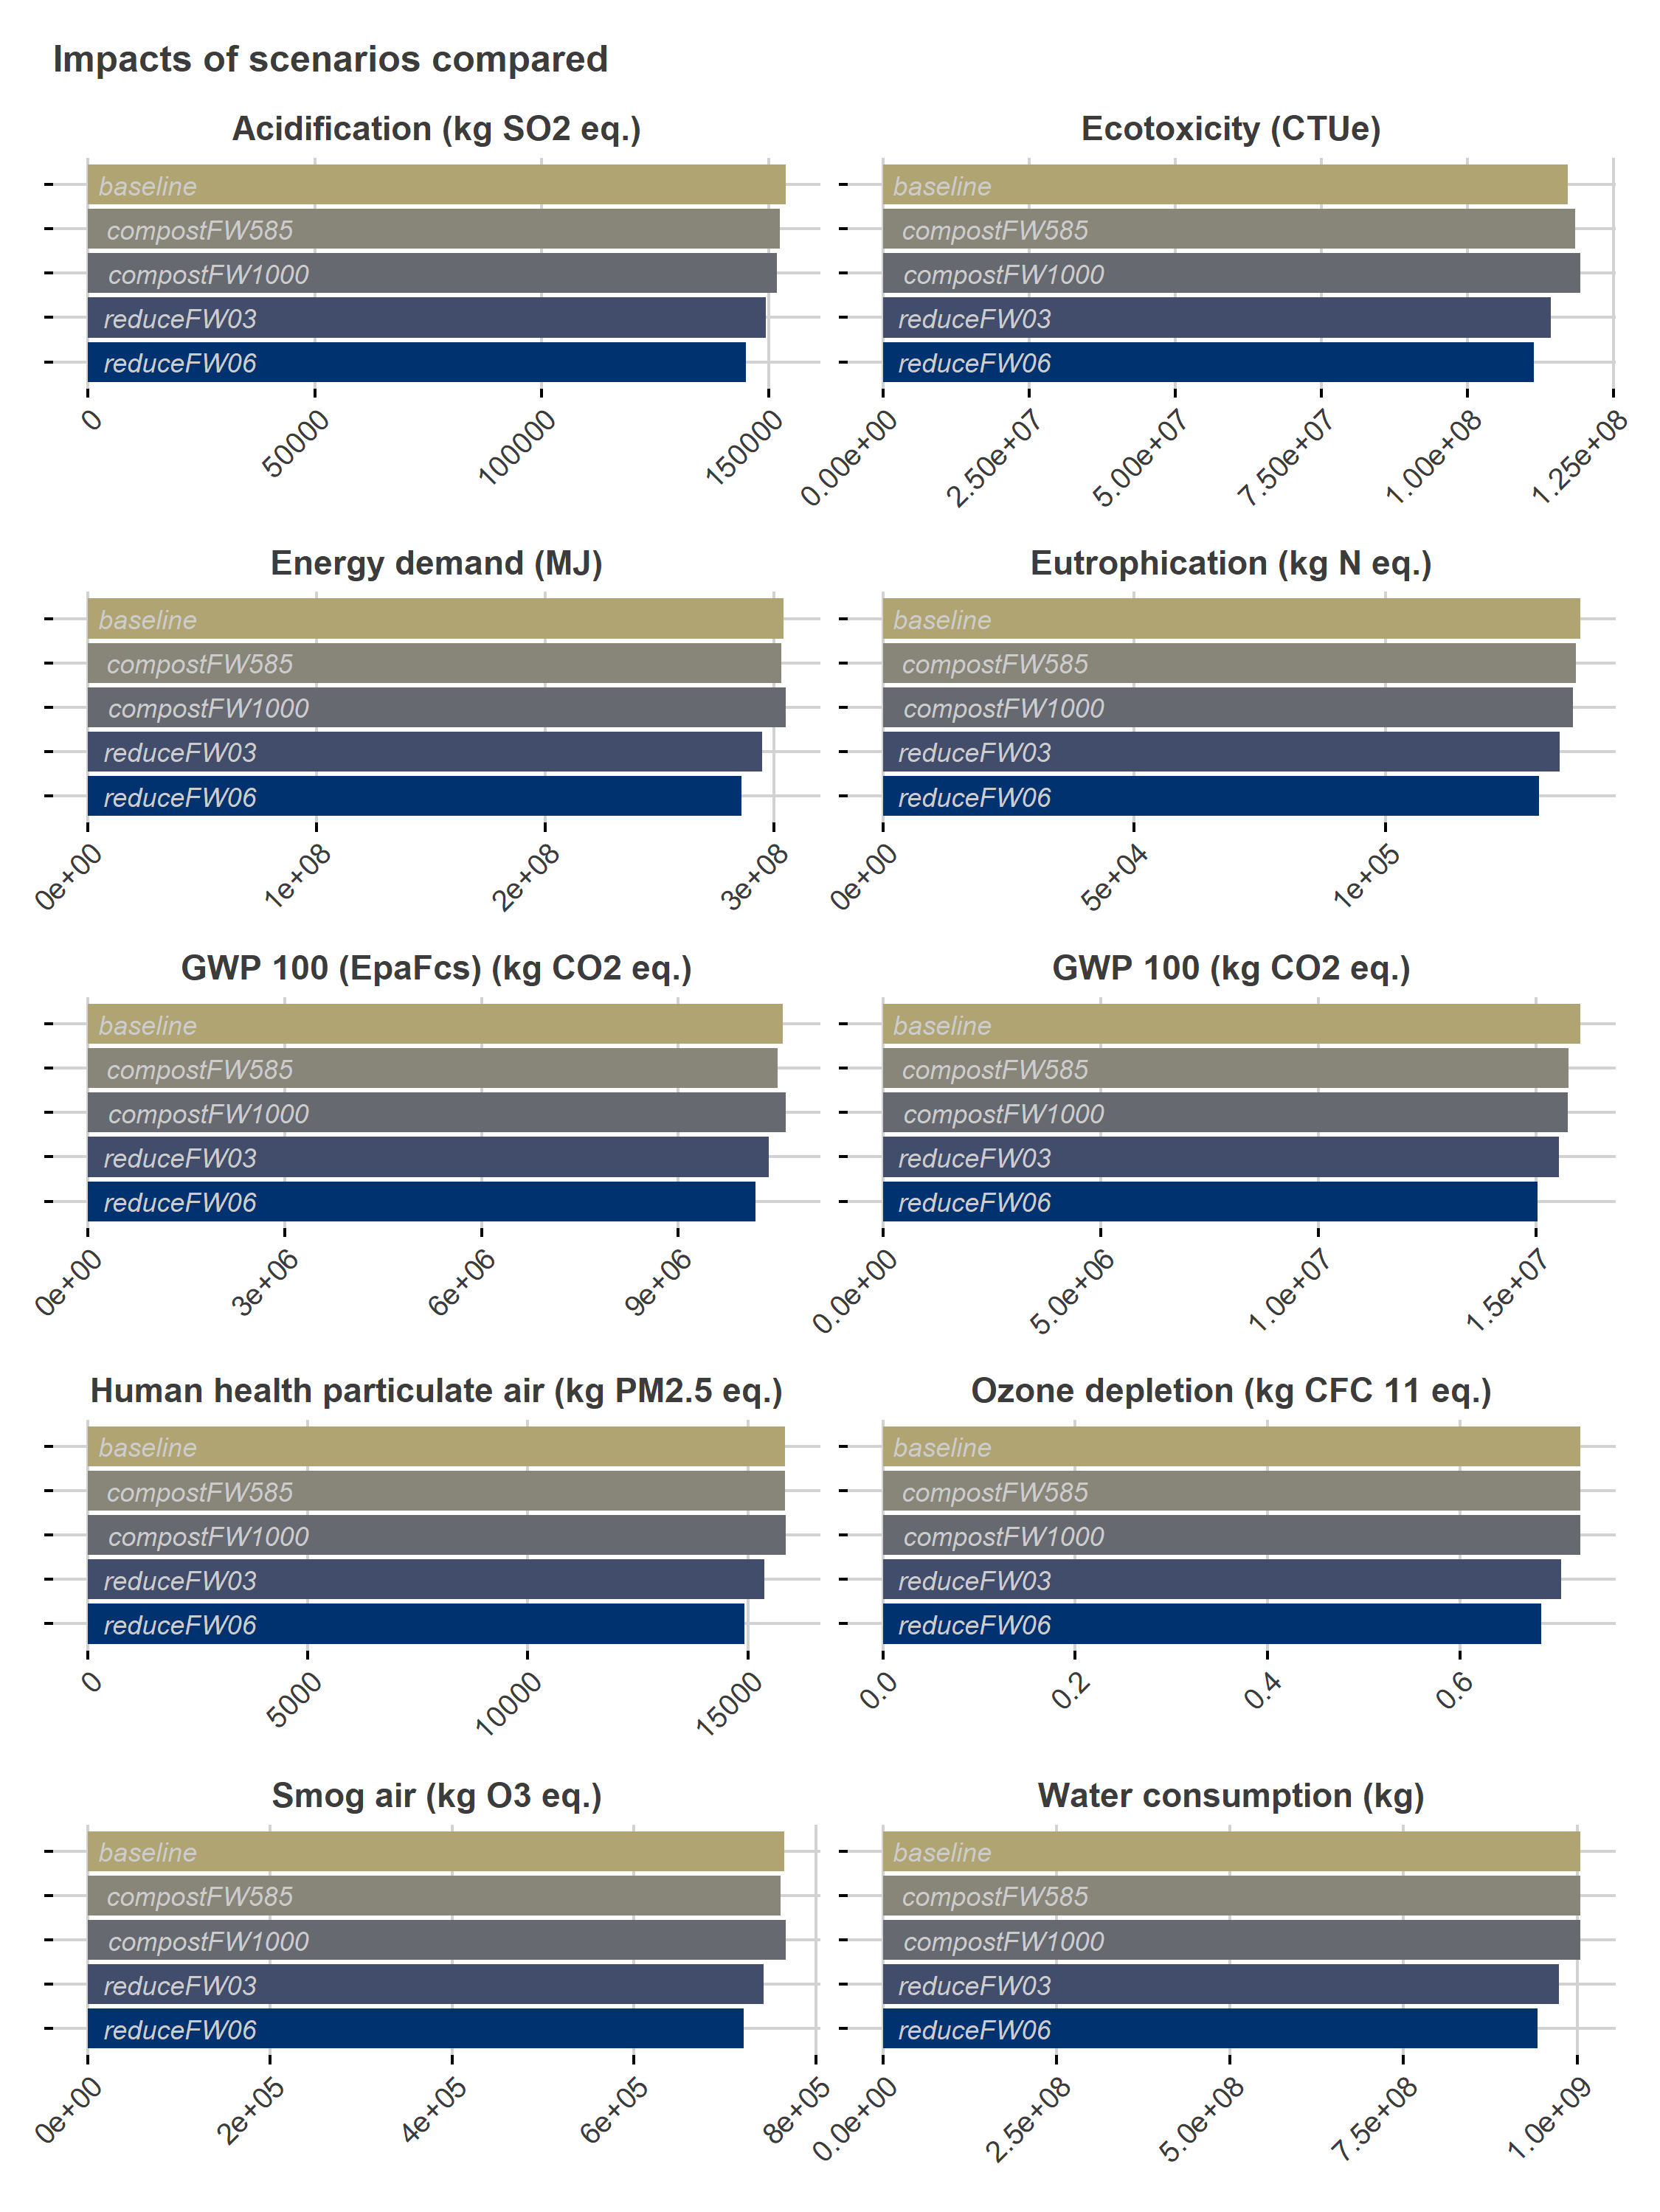 Impacts of scenarios compared
Acidification (kg SO2 eq.)
baseline
compostFW585
compostFW1000
reduceFW03
reduceFW06
0
50000
100000
150000
Ecotoxicity (CTUe)
baseline
compostFW585
compostFW1000
reduceFW03
reduceFW06
0.00e+00
2.50e+07
5.00e+07
7.50e+07
1.00e+08
1.25e+08
Energy demand (MJ)
baseline
compostFW585
compostFW1000
reduceFW03
reduceFW06
0e+00
1e+08
2e+08
3e+08
Eutrophication (kg N eq.)
baseline
compostFW585
compostFW1000
reduceFW03
reduceFW06
0e+00
5e+04
1e+05
GWP 100 (EpaFcs) (kg CO2 eq.)
baseline
compostFW585
compostFW1000
reduceFW03
reduceFW06
0e+00
3e+06
6e+06
9e+06
GWP 100 (kg CO2 eq.)
baseline
compostFW585
compostFW1000
reduceFW03
reduceFW06
0.0e+00
5.0e+06
1.0e+07
1.5e+07
Human health particulate air (kg PM2.5 eq.)
baseline
compostFW585
compostFW1000
reduceFW03
reduceFW06
0
5000
10000
15000
Ozone depletion (kg CFC 11 eq.)
baseline
compostFW585
compostFW1000
reduceFW03
reduceFW06
0.0
0.2
0.4
0.6
Smog air (kg O3 eq.)
baseline
compostFW585
compostFW1000
reduceFW03
reduceFW06
0e+00
2e+05
4e+05
6e+05
8e+05
Water consumption (kg)
baseline
compostFW585
compostFW1000
reduceFW03
reduceFW06
0.0e+00
2.5e+08
5.0e+08
7.5e+08
1.0e+09